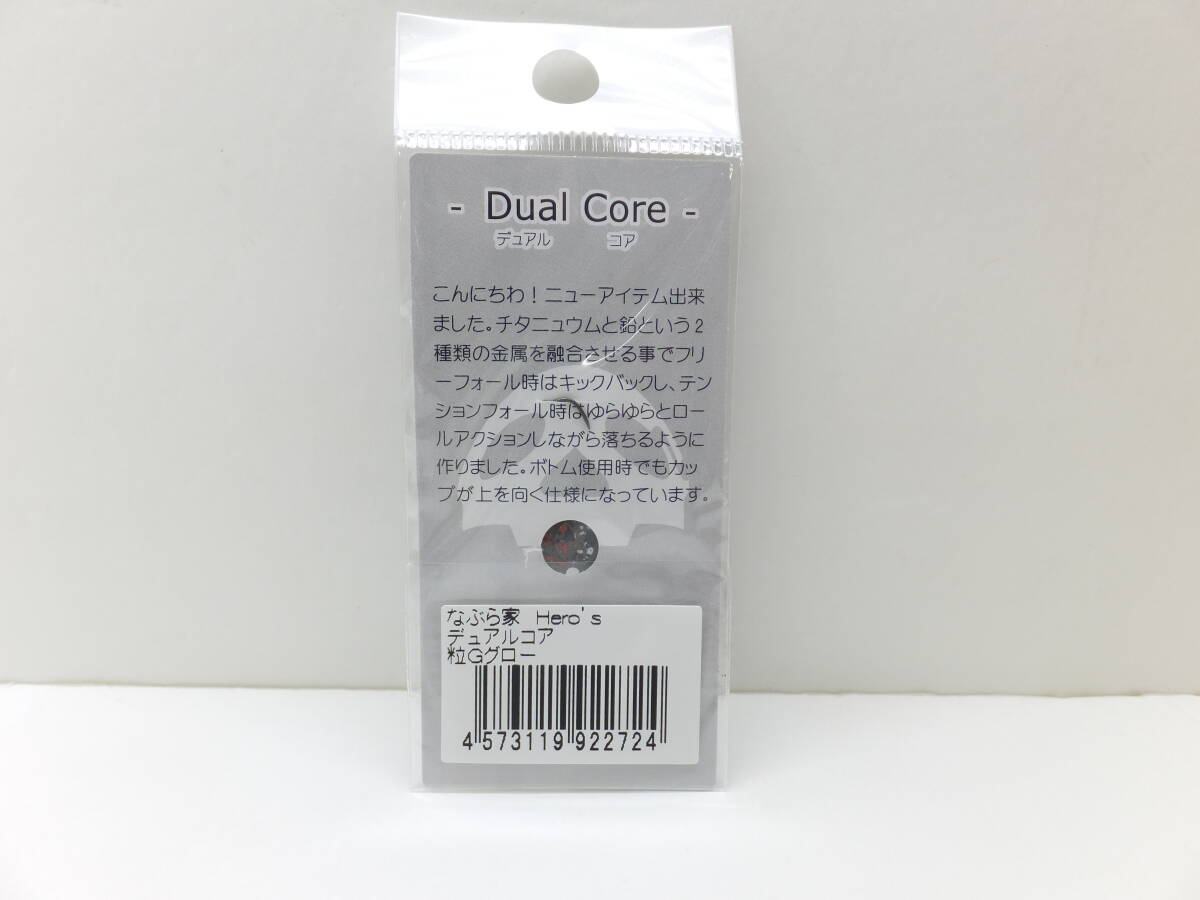 - Dual Core -
デュアル コア
こんにちわ！ニューアイテム出来
ました。チタニュウムと鉛という２
種類の金属を融合させる事でフリ
ーフォール時はキックバックし、テン
ションフォール時はゆらゆらとロー
ルアクションしながら落ちるように
作りました。ボトム使用時でもカッ
プが上を向く仕様になっています。
なぶら家 Hero's
デュアルコア
粒Gグロー
4 573119 922724